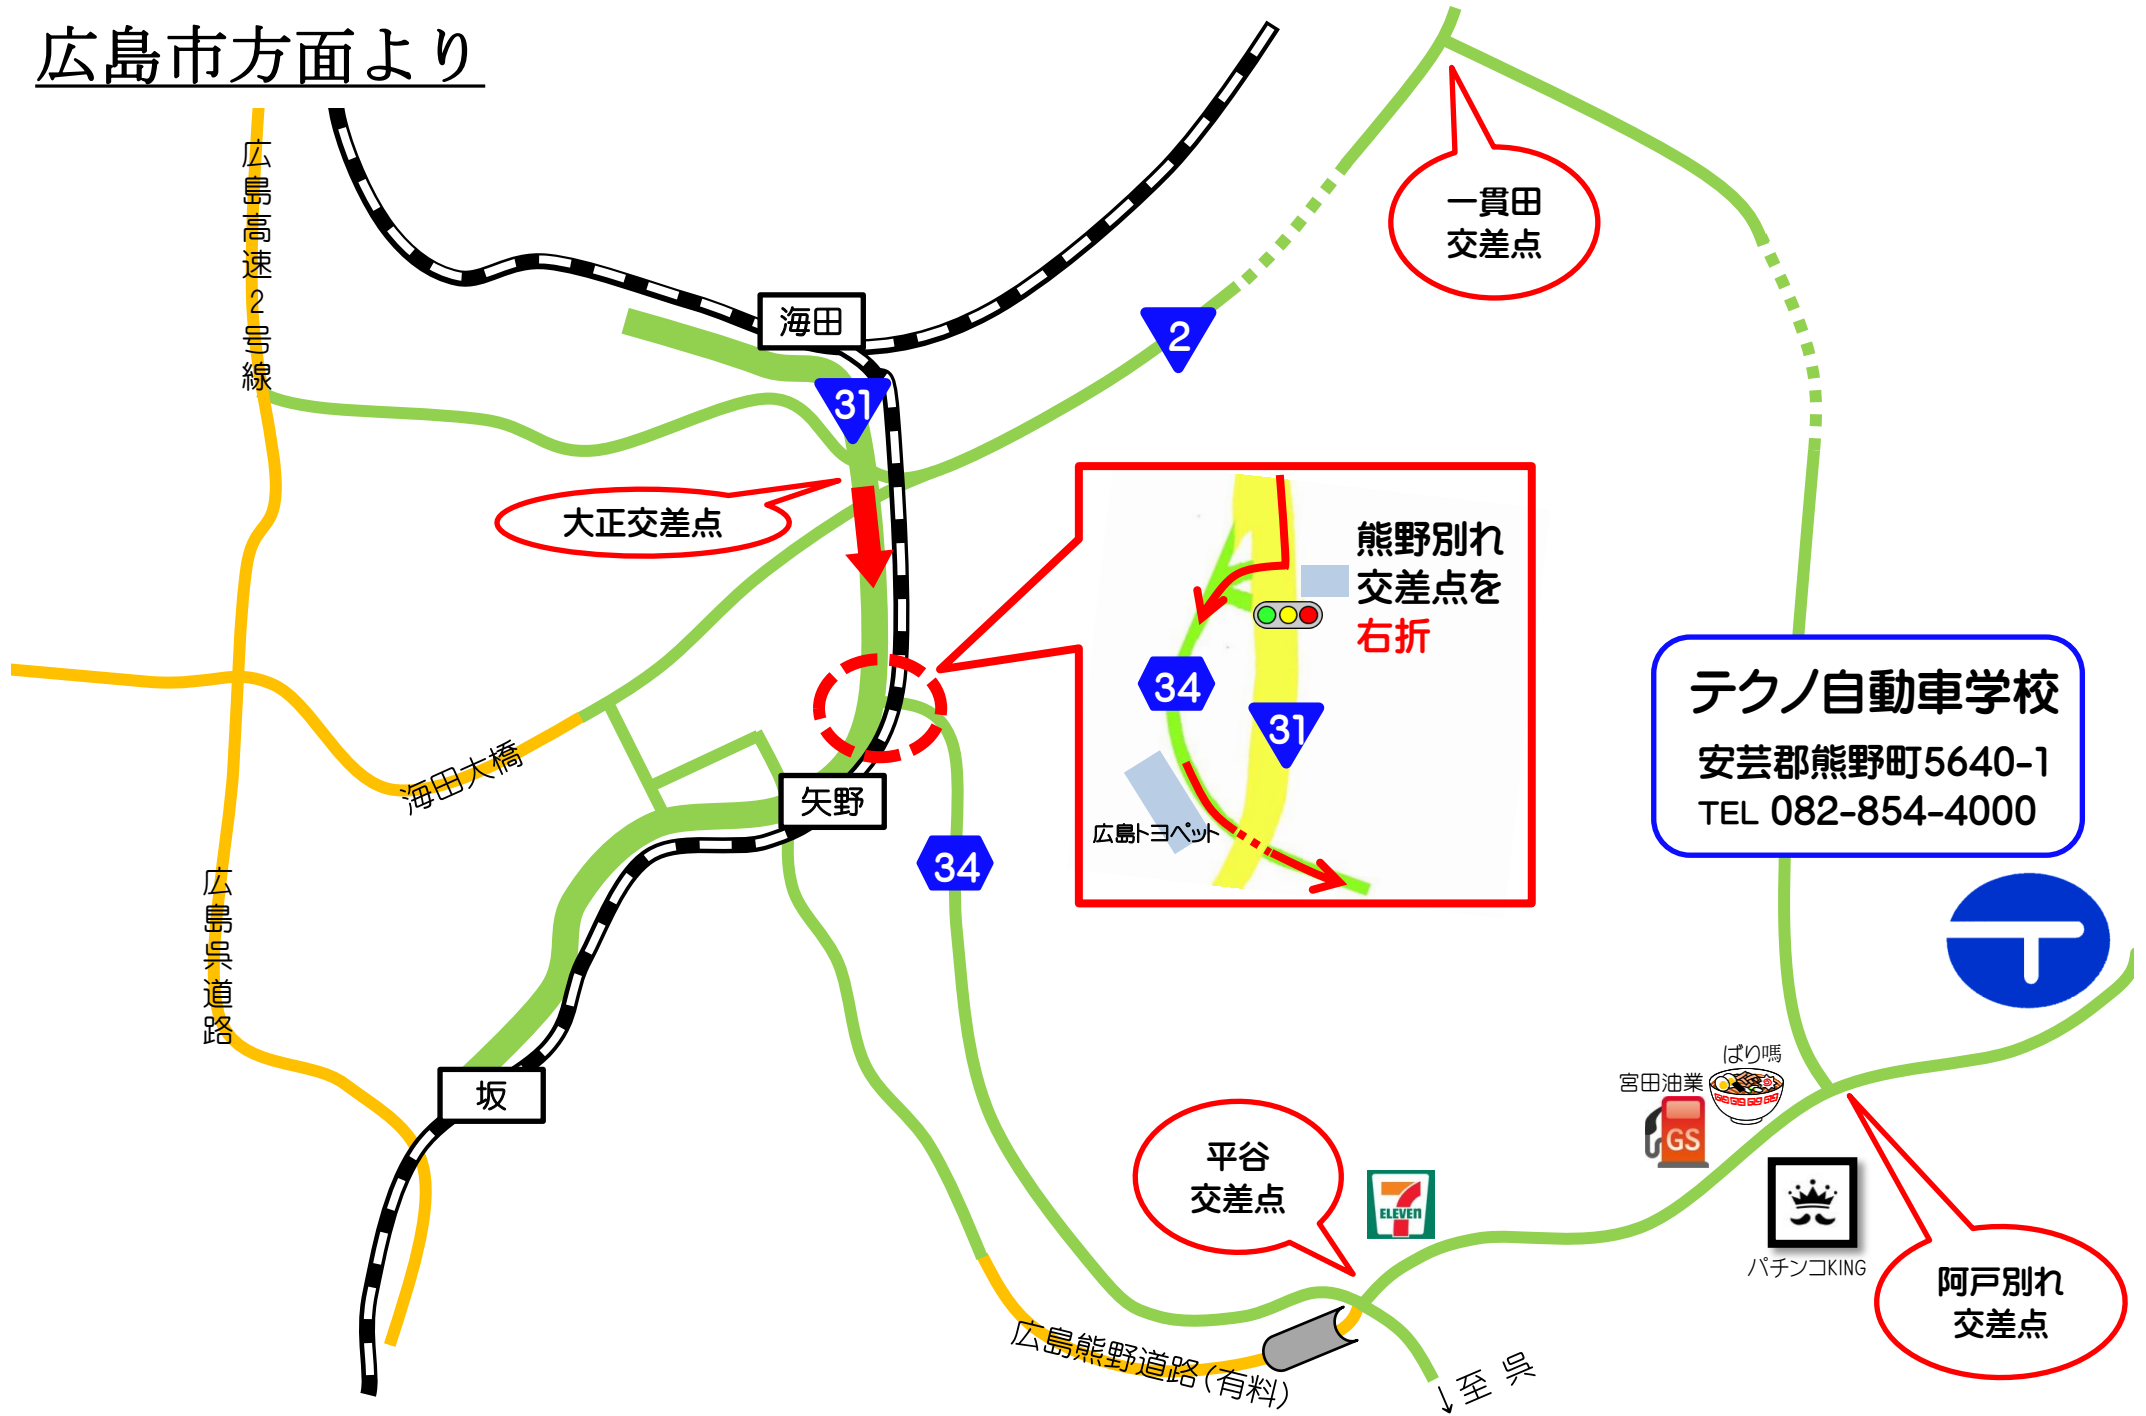 広島市方面より
広島高速2号線
海田
31
2
一貫田
交差点
大正交差点
熊野別れ
交差点を
右折
34
31
広島トヨペット
テクノ自動車学校
安芸郡熊野町5640-1
TEL 082-854-4000
海田大橋
矢野
34
広島呉道路
坂
ばり嗎
宮田油業
GS
平谷
交差点
7
ELEVEN
パチンコKING
阿戸別れ
交差点
広島熊野道路(有料)
↓至 呉